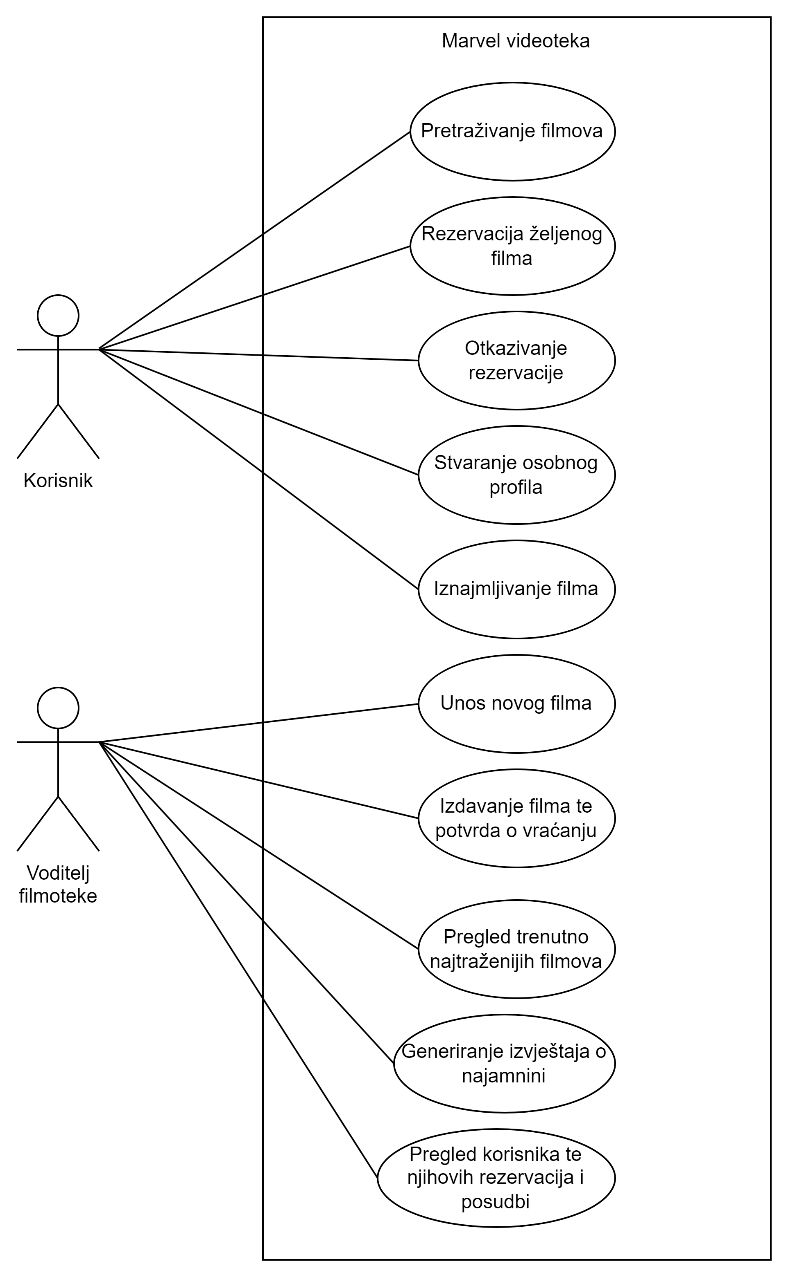 Marvel videoteka
Pretraživanje filmova
Rezervacija željenog
filma
Otkazivanje
rezervacije
Korisnik
Stvaranje osobnog
profila
Iznajmljivanje filma
Unos novog filma
Izdavanje filma te
potvrda o vraćanju
Voditelj
filmoteke
Pregled trenutno
najtraženijih filmova
Generiranje izvještaja o
najamnini
Pregled korisnika te
njihovih rezervacija i
posudbi